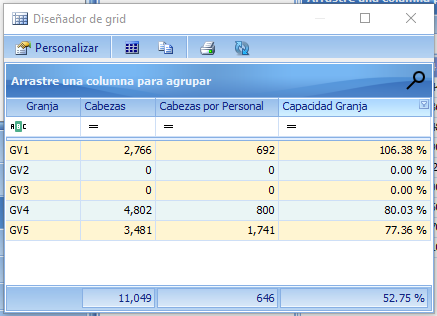 Diseñador de grid
Personalizar
Arrastre una columna para agrupar
Granja Cabezas Cabezas por Personal Capacidad Granja
= = =
GV1 2,766 692 106.38 %
GV2 0 0 0.00 %
GV3 0 0 0.00 %
GV4 4,802 800 80.03 %
GV5 3,481 1,741 77.36 %
11,049 646 52.75 %